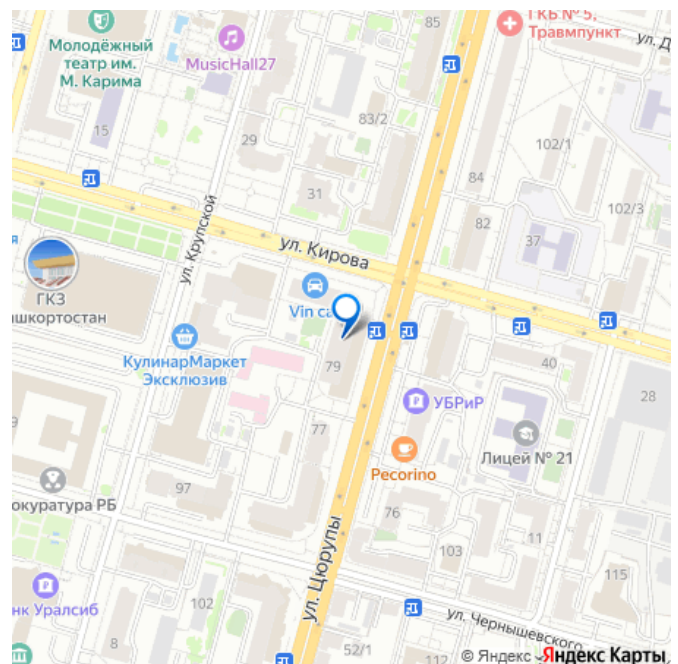 85
ГКБ № 5,
Травмпункт
ул. Д
Молодёжный
театр им.
М. Карима
MusicHall27
15
83/2
29
102/1
84
31
102/3
82
37
ул. Крупской
ул. Кирова
я
ГКЗ
ашкортостан
Vin ca
КулинарМаркет
Эксклюзив
79
40
28
УБРиР
77
Лицей № 21
Pecorino
97
окуратура РБ
76
103
11
115
ул. Цюрупы
нк Уралсиб
102
ул. Чернышевского
8
52/1
112
© Яндекс Яндекс Карты